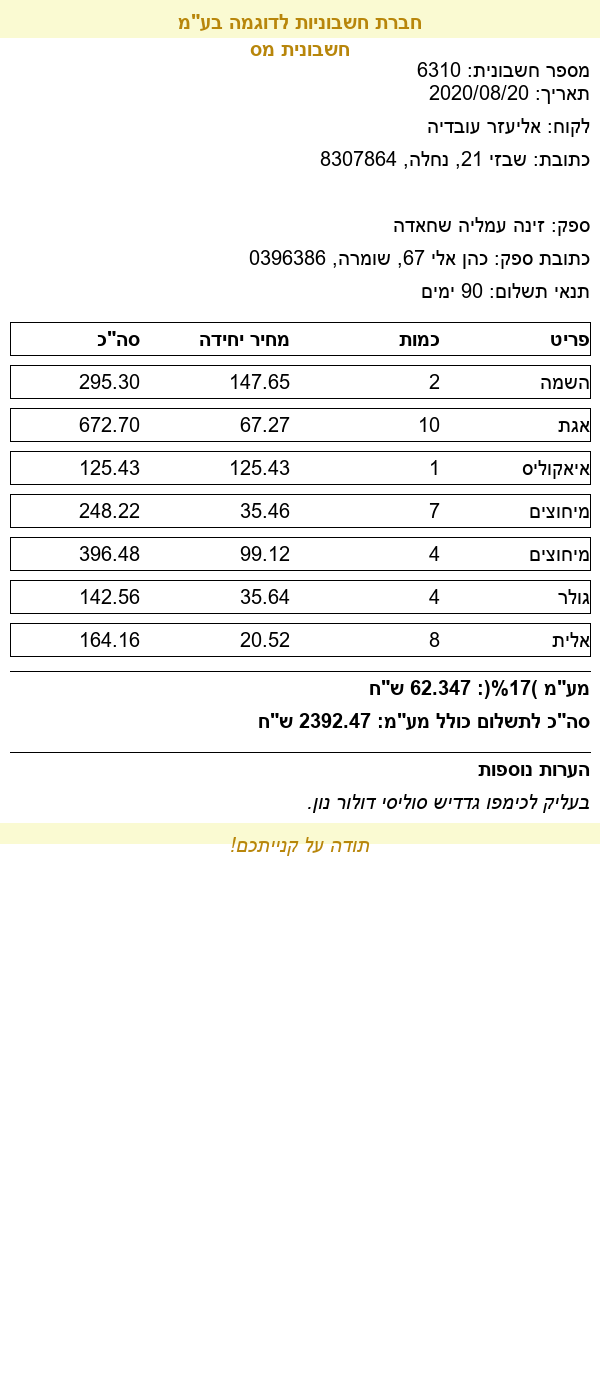 חברת חשבוניות לדוגמה בע"מ
חשבונית מס
מספר חשבונית: 6310
תאריך: 2020/08/20
לקוח: אליעזר עובדיה
כתובת: שבזי 21, נחלה, 8307864
ספק: זינה עמליה שחאדה
כתובת ספק: כהן אלי 67, שומרה, 0396386
תנאי תשלום: 90 ימים
פריט כמות מחיר יחידה סה"כ
השמה 2 147.65 295.30
אגת 10 67.27 672.70
איאקוליס 1 125.43 125.43
מיחוצים 7 35.46 248.22
מיחוצים 4 99.12 396.48
גולר 4 35.64 142.56
אלית 8 20.52 164.16
מע"מ )17%(: 62.347 ש"ח
סה"כ לתשלום כולל מע"מ: 2392.47 ש"ח
הערות נוספות
בעליק לכימפו גדדיש סוליסי דולור נון.
תודה על קנייתכם!